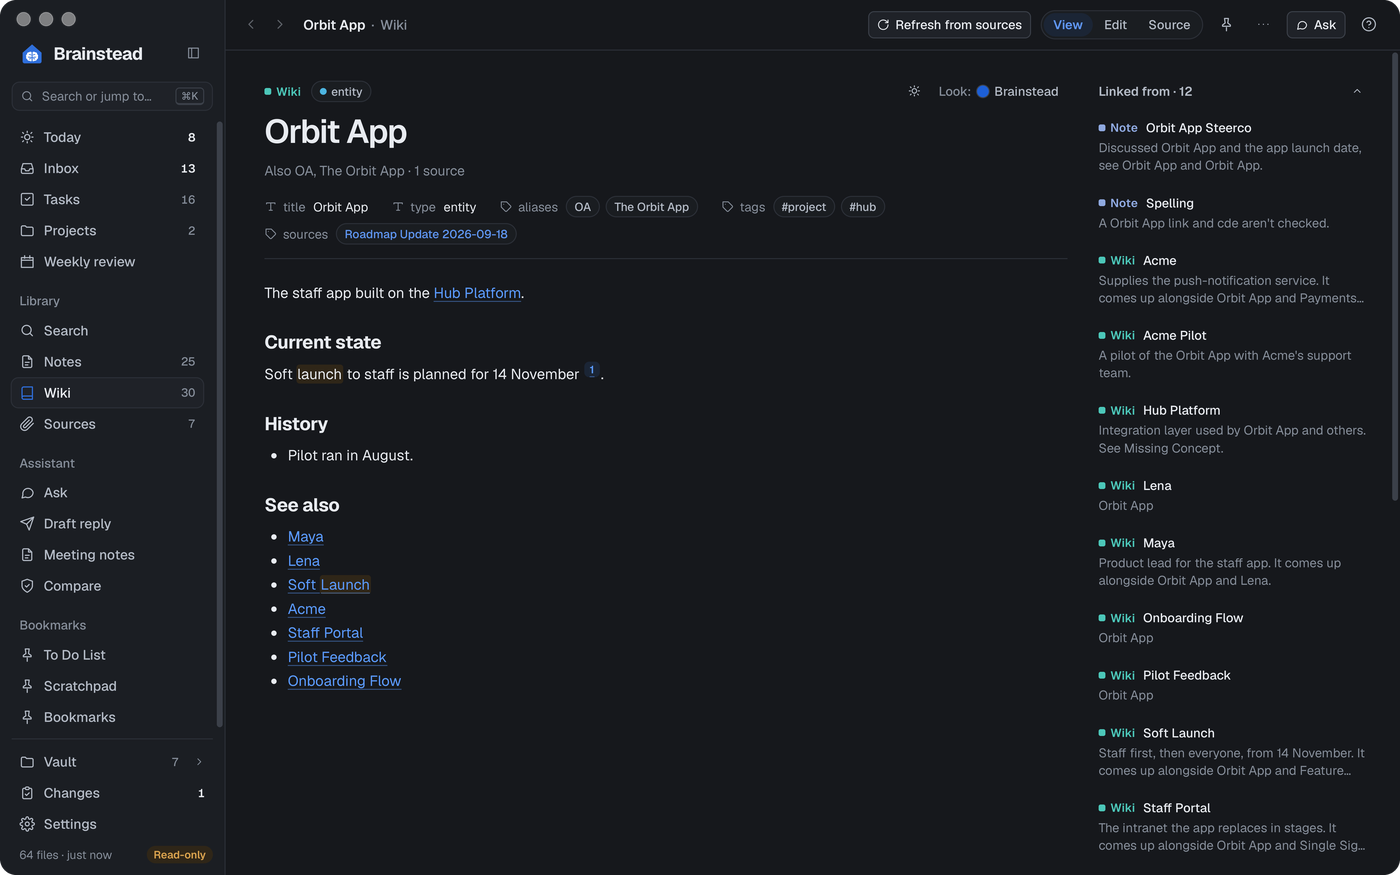 Brainstead
Search or jump to... ⌘K
Today 8
Inbox 13
Tasks 16
Projects 2
Weekly review
Library
Search
Notes 25
Wiki 30
Sources 7
Assistant
Ask
Draft reply
Meeting notes
Compare
Bookmarks
To Do List
Scratchpad
Bookmarks
Vault 7
Changes 1
Settings
64 files · just now Read-only
Orbit App · Wiki
Refresh from sources View Edit Source ... Ask
Wiki entity
Look: Brainstead
Orbit App
Also OA, The Orbit App · 1 source
title Orbit App type entity aliases OA The Orbit App tags #project #hub
sources Roadmap Update 2026-09-18
The staff app built on the Hub Platform.
Current state
Soft launch to staff is planned for 14 November 1 .
History
• Pilot ran in August.
See also
• Maya
• Lena
• Soft Launch
• Acme
• Staff Portal
• Pilot Feedback
• Onboarding Flow
Linked from · 12
Note Orbit App Steerco
Discussed Orbit App and the app launch date,
see Orbit App and Orbit App.
Note Spelling
A Orbit App link and cde aren't checked.
Wiki Acme
Supplies the push-notification service. It
comes up alongside Orbit App and Payments...
Wiki Acme Pilot
A pilot of the Orbit App with Acme's support
team.
Wiki Hub Platform
Integration layer used by Orbit App and others.
See Missing Concept.
Wiki Lena
Orbit App
Wiki Maya
Product lead for the staff app. It comes up
alongside Orbit App and Lena.
Wiki Onboarding Flow
Orbit App
Wiki Pilot Feedback
Orbit App
Wiki Soft Launch
Staff first, then everyone, from 14 November. It
comes up alongside Orbit App and Feature...
Wiki Staff Portal
The intranet the app replaces in stages. It
comes up alongside Orbit App and Single Sig...